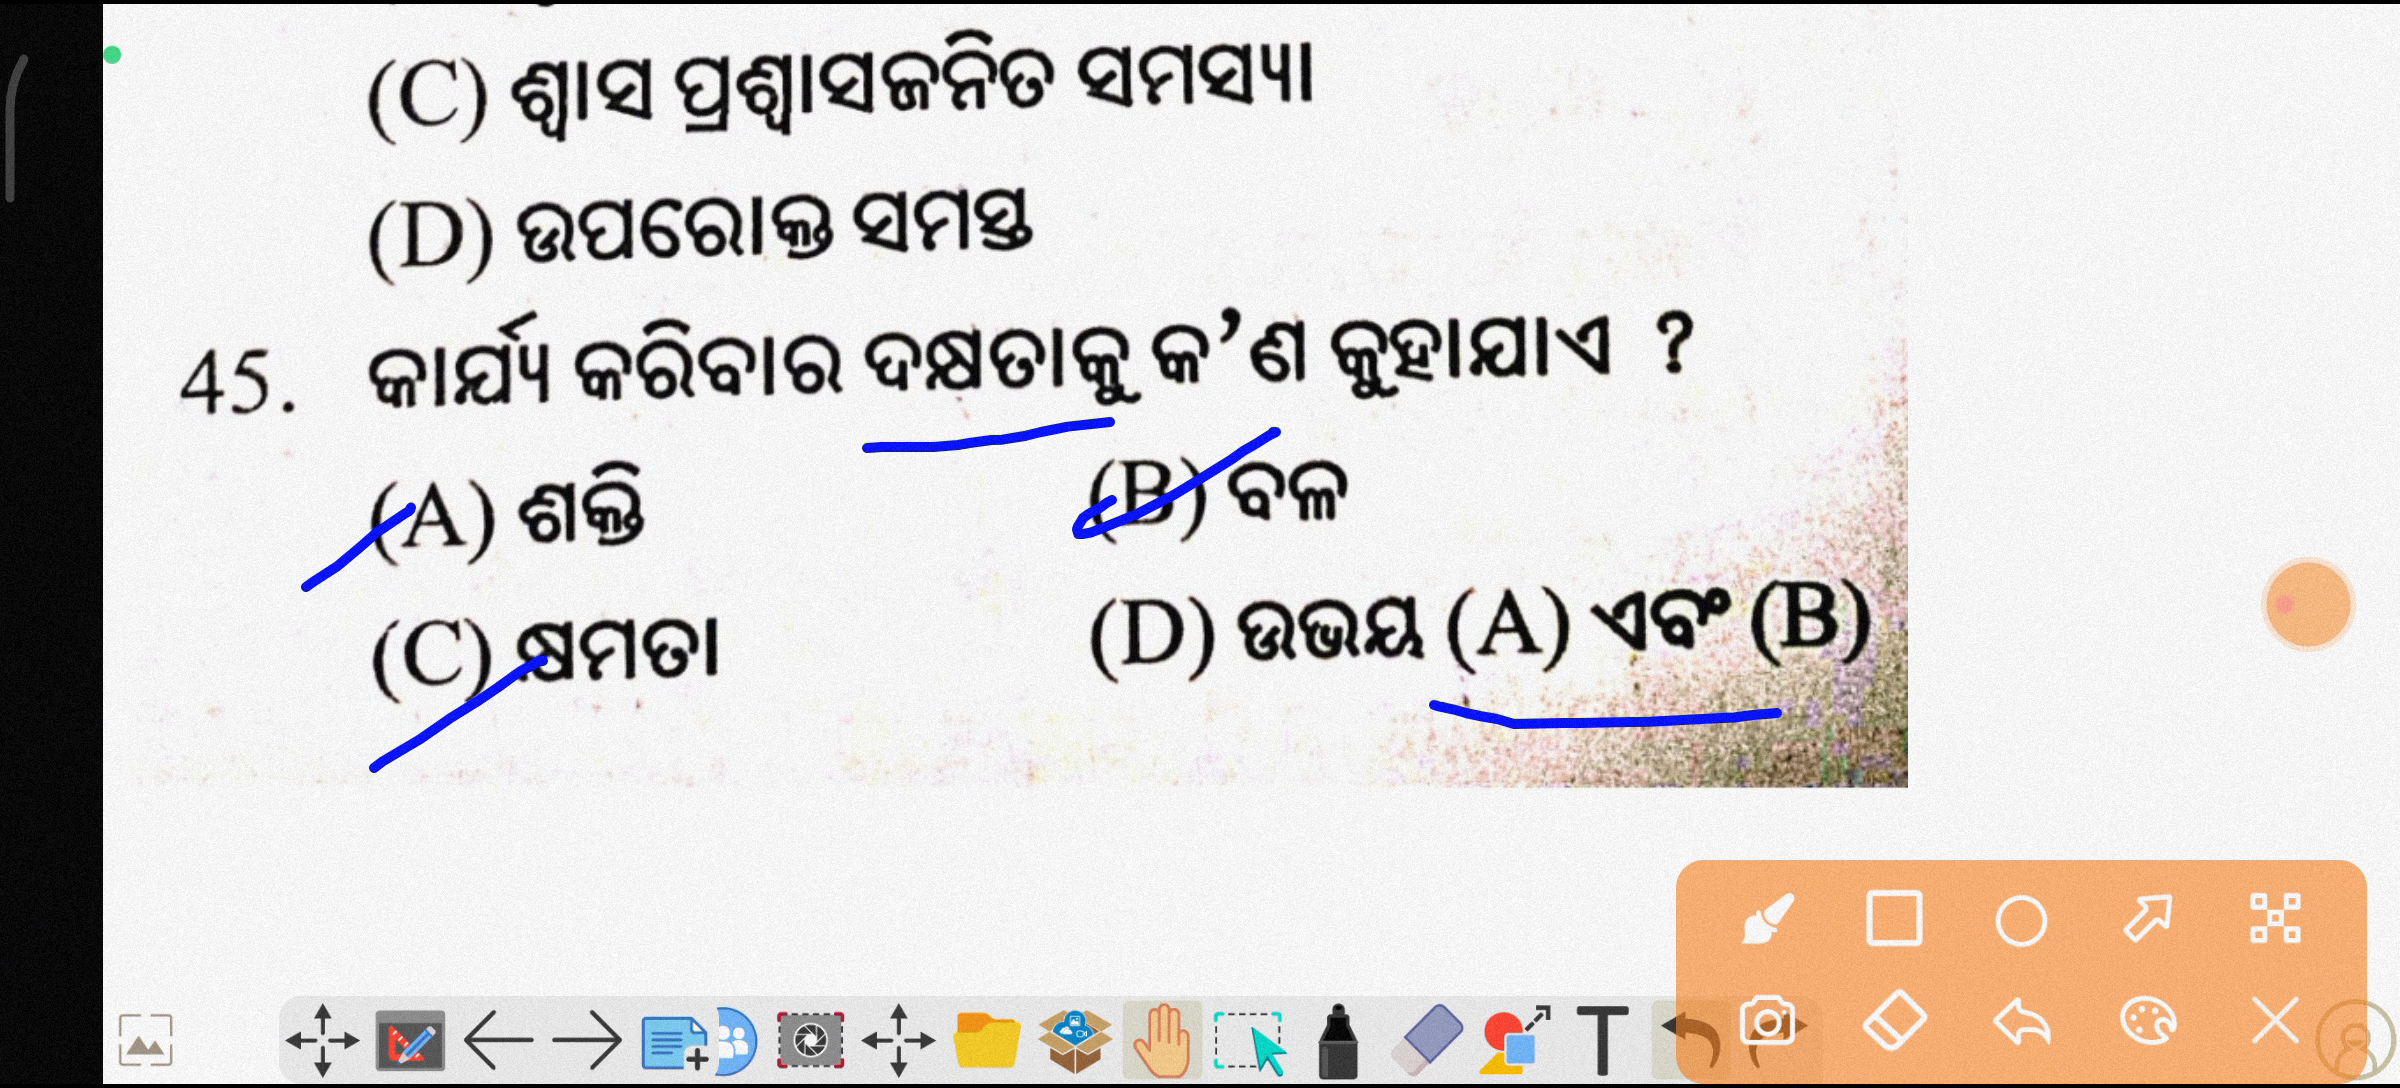 (C) ଶ୍ୱାସ ପ୍ରଶ୍ୱାସଜନିତ ସମସ୍ୟା
(D) ଉପରୋକ୍ତ ସମସ୍ତ
45. କାର୍ଯ୍ୟ କରିବାର ଦକ୍ଷତାକୁ କ'ଣ କୁହାଯାଏ ?
(A) ଶକ୍ତି (B) ବଳ
(C) କ୍ଷମତା (D) ଉଭୟ (A) ଏବଂ (B)